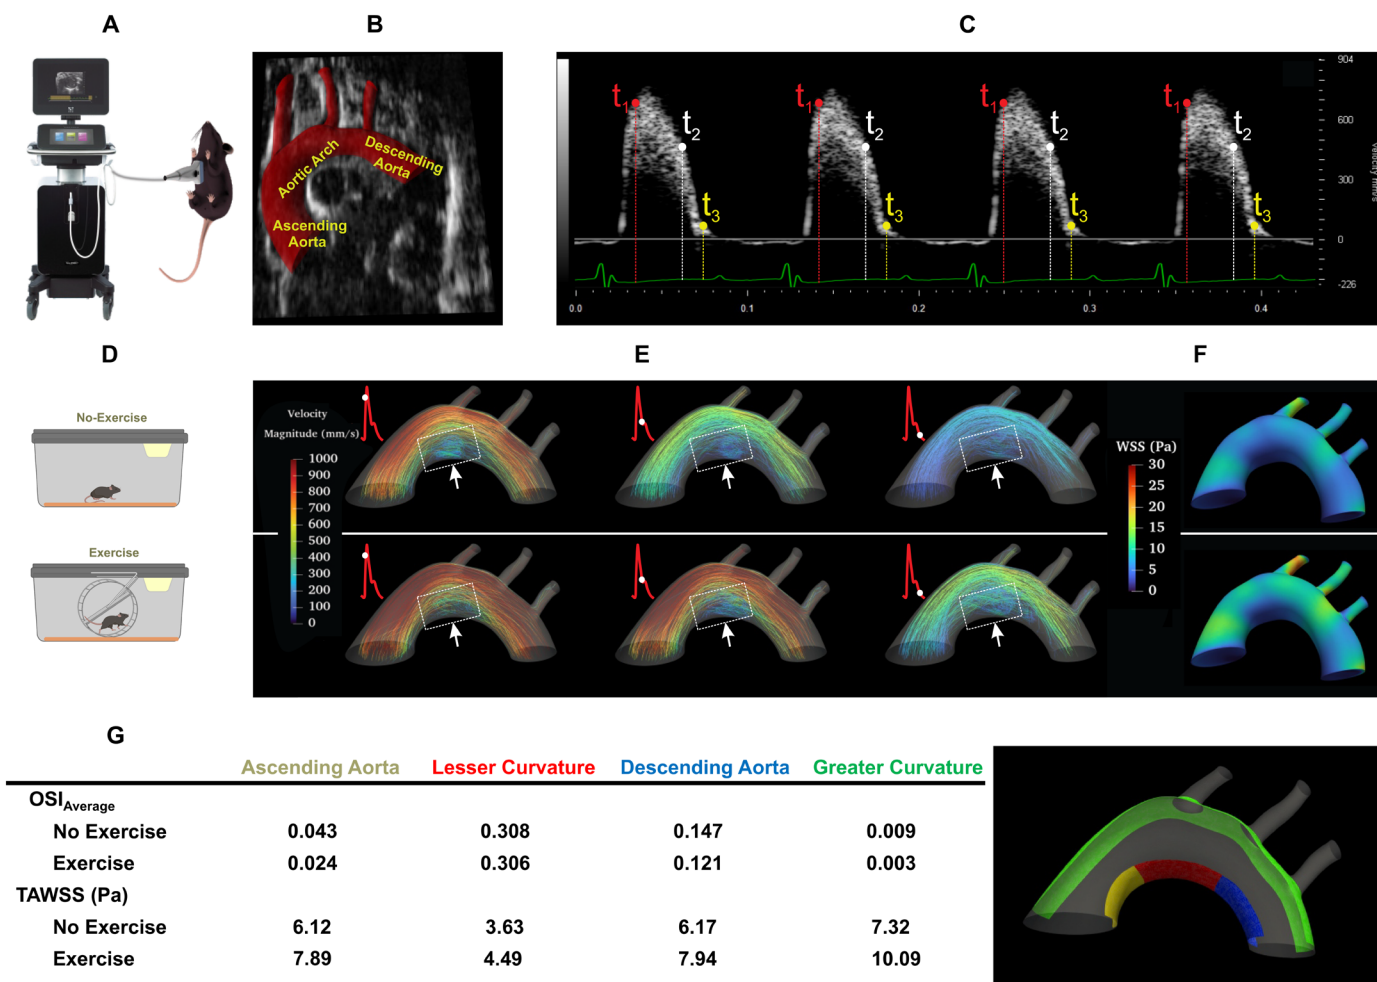 A
B
C
Aortic Arch
Descending
Aorta
Ascending
Aorta
t1 t2 t3
t1 t2 t3
t1 t2 t3
t1 t2 t3
904
600
300
0
-226
velocity mm/s
0.0 0.1 0.2 0.3 0.4
D
E
F
No-Exercise
Exercise
Velocity
Magnitude (mm/s)
1000
900
800
700
600
500
400
300
200
100
0
WSS (Pa)
30
25
20
15
10
5
0
G
Ascending Aorta Lesser Curvature Descending Aorta Greater Curvature
OSIAverage
No Exercise 0.043 0.308 0.147 0.009
Exercise 0.024 0.306 0.121 0.003
TAWSS (Pa)
No Exercise 6.12 3.63 6.17 7.32
Exercise 7.89 4.49 7.94 10.09